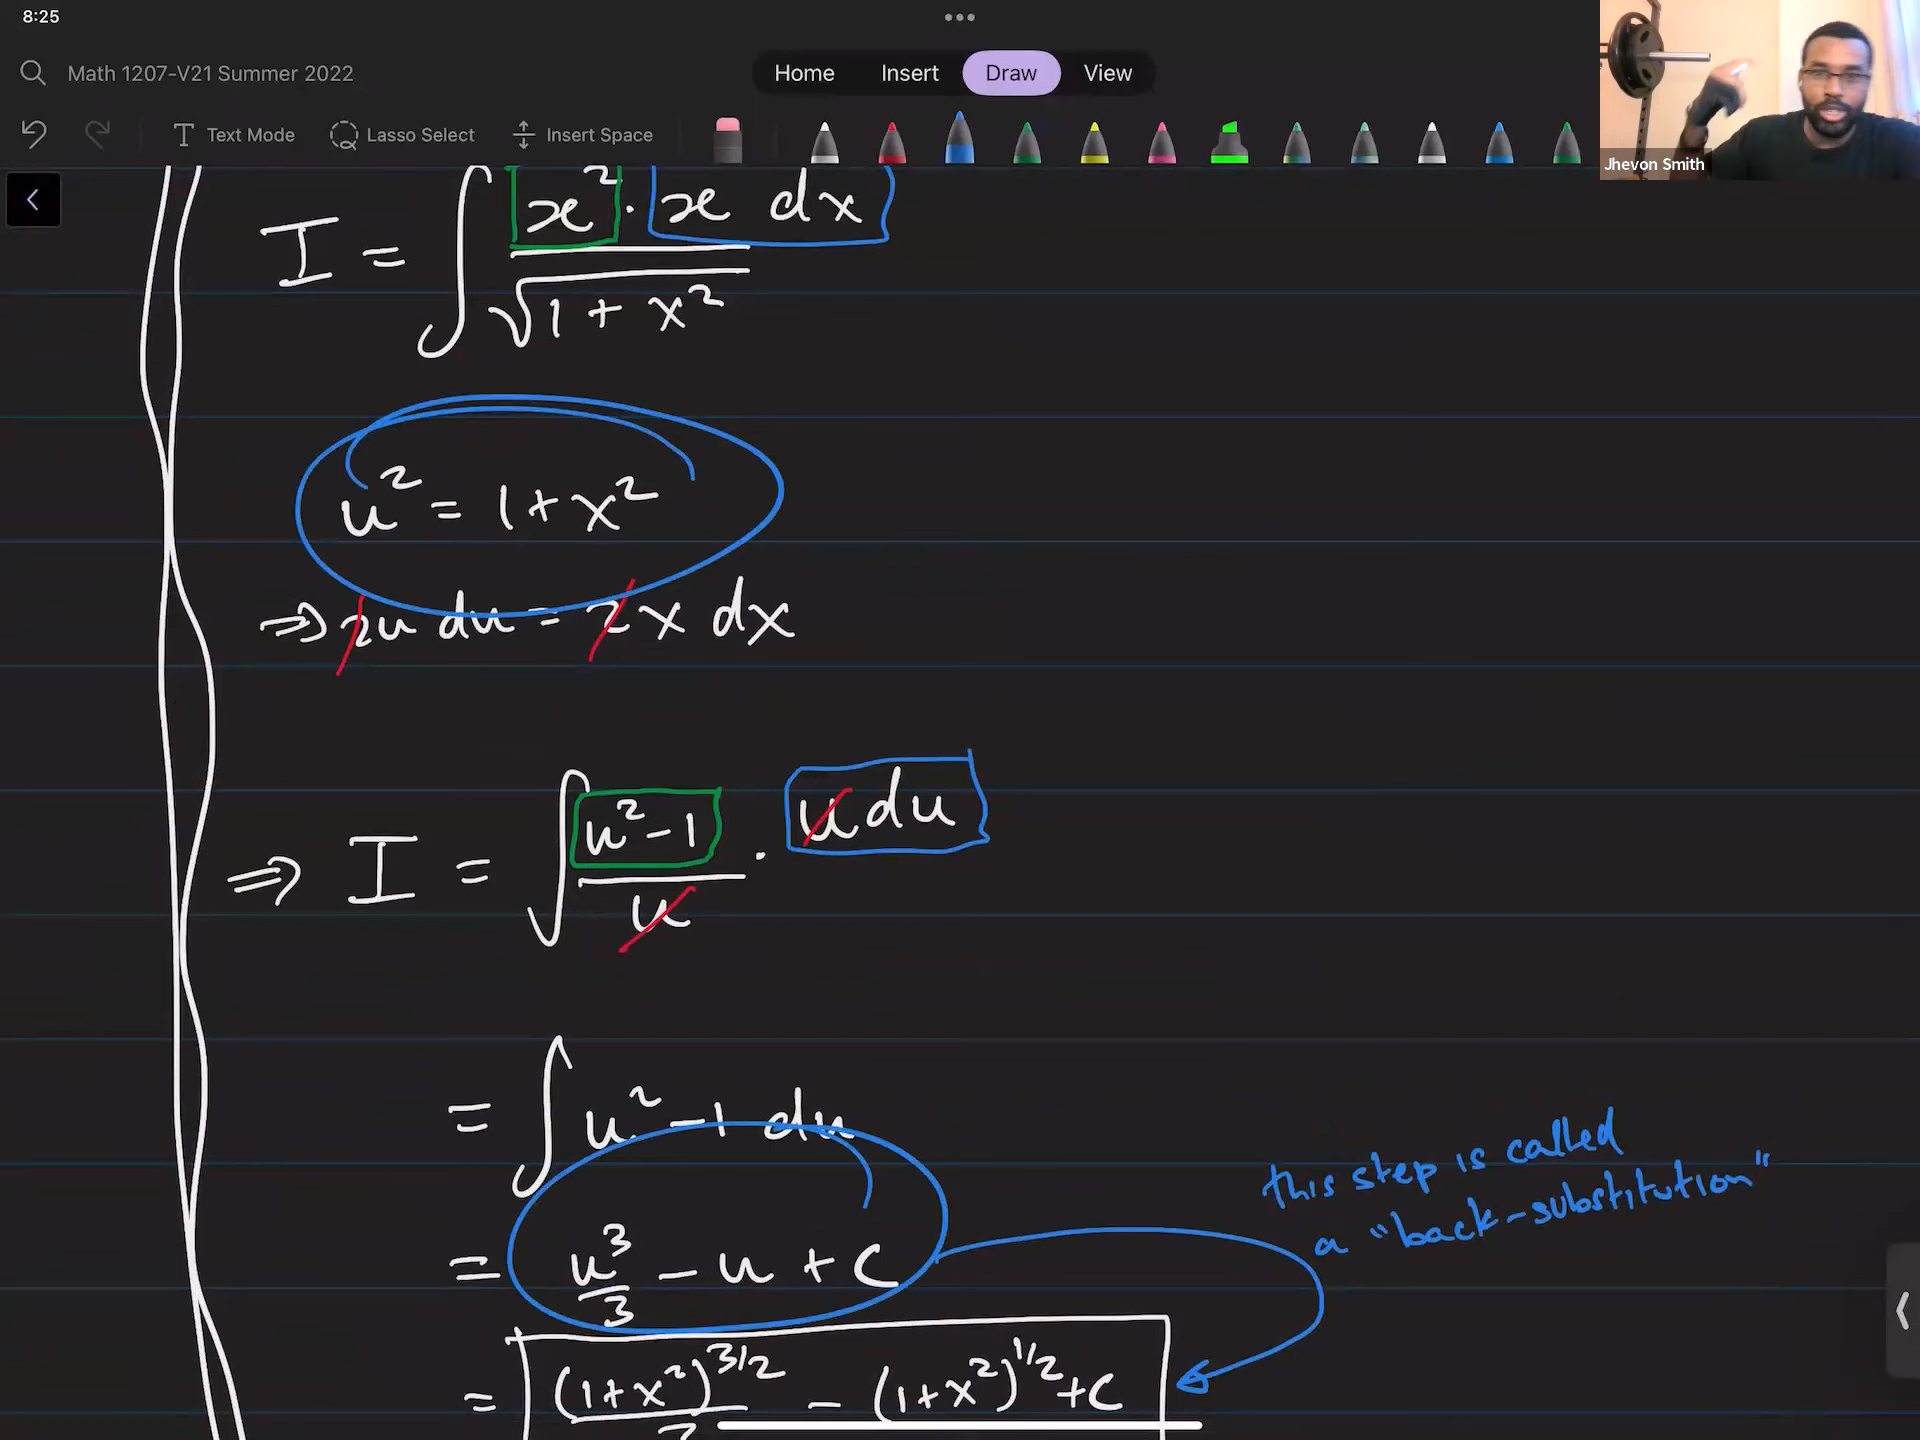 8:25
Math 1207-V21 Summer 2022
Home Insert Draw View
Text Mode Lasso Select Insert Space
Jhevon Smith
I = ∫ x² · x dx / √(1 + x²)
u² = 1 + x²
⇒ 2u du = 2x dx
⇒ I = ∫ (u² - 1)/u · u du
= ∫ u² - 1 du
this step is called
a "back-substitution"
= u³/3 - u + C
= (1+x²)^(3/2)/3 - (1+x²)^(1/2) + C